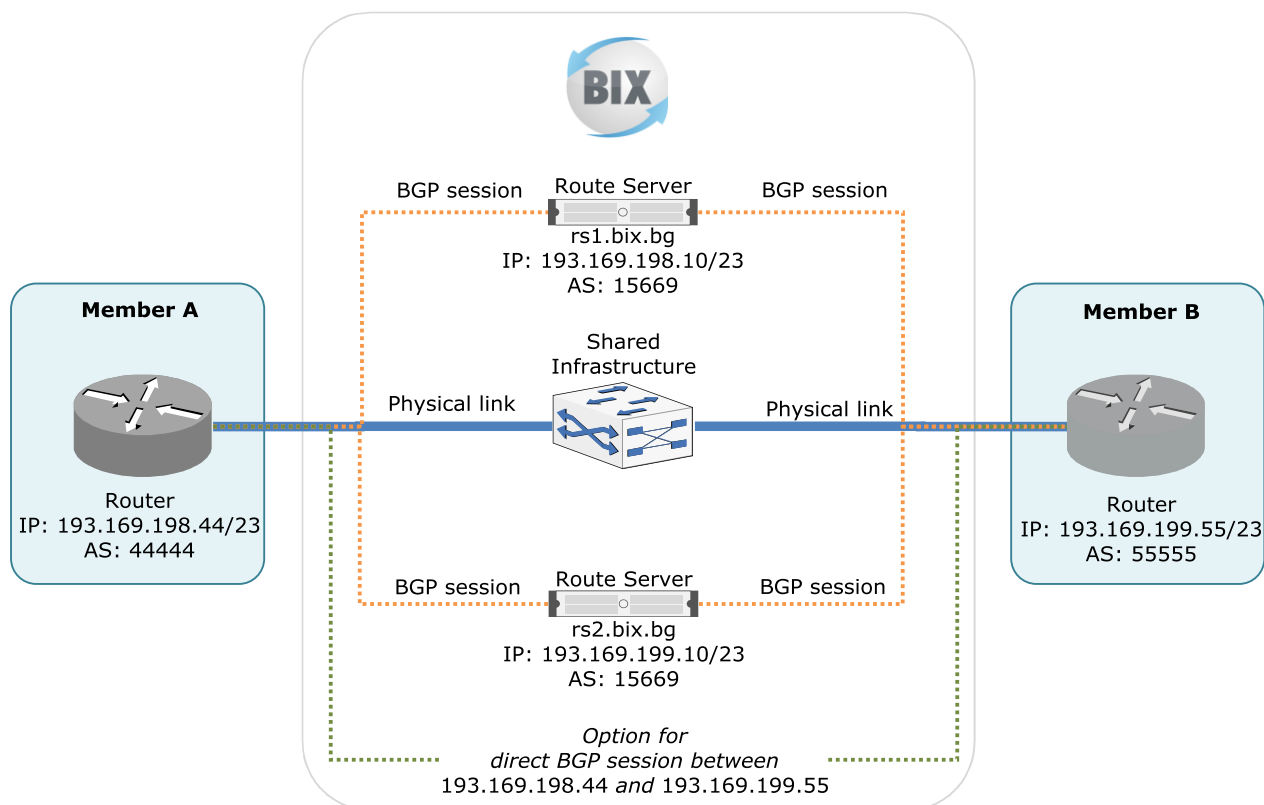 BIX
BGP session
Route Server
BGP session
rs1.bix.bg
IP: 193.169.198.10/23
AS: 15669
Member A
Member B
Shared
Infrastructure
Physical link
Physical link
Router
IP: 193.169.198.44/23
AS: 44444
Router
IP: 193.169.199.55/23
AS: 55555
BGP session
Route Server
BGP session
rs2.bix.bg
IP: 193.169.199.10/23
AS: 15669
Option for
direct BGP session between
193.169.198.44 and 193.169.199.55